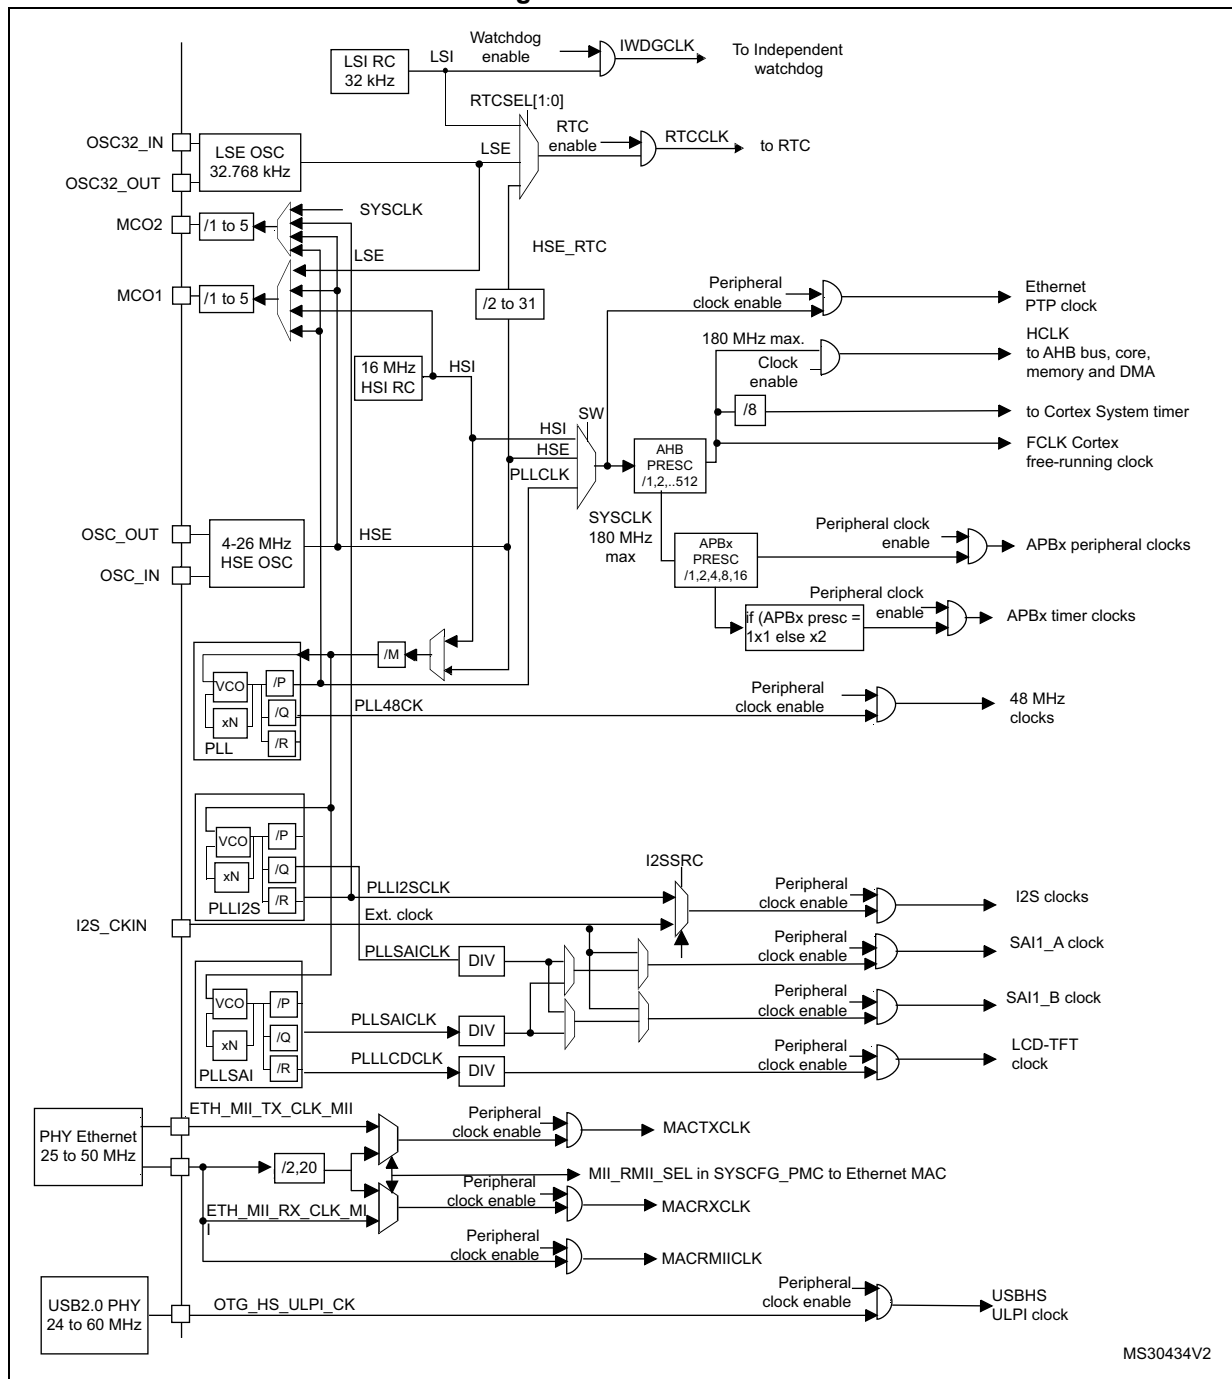 g
Watchdog
enable
IWDGCLK
To Independent
watchdog
LSI RC
32 kHz
LSI
RTCSEL[1:0]
OSC32_IN
OSC32_OUT
LSE OSC
32.768 kHz
LSE
RTC
enable
RTCCLK
to RTC
MCO2
/1 to 5
SYSCLK
LSE
HSE_RTC
MCO1
/1 to 5
/2 to 31
Peripheral
clock enable
Ethernet
PTP clock
180 MHz max.
Clock
enable
HCLK
to AHB bus, core,
memory and DMA
16 MHz
HSI RC
HSI
/8
to Cortex System timer
SW
HSI
HSE
PLLCLK
AHB
PRESC
/1,2,..512
FCLK Cortex
free-running clock
SYSCLK
180 MHz
max
OSC_OUT
OSC_IN
4-26 MHz
HSE OSC
HSE
APBx
PRESC
/1,2,4,8,16
Peripheral clock
enable
APBx peripheral clocks
Peripheral clock
enable
if (APBx presc =
1x1 else x2
APBx timer clocks
/M
VCO
xN
/P
/Q
/R
PLL
PLL48CK
Peripheral
clock enable
48 MHz
clocks
VCO
xN
/P
/Q
/R
PLLI2S
PLLI2SCLK
I2SSRC
Peripheral
clock enable
I2S clocks
I2S_CKIN
Ext. clock
PLLSAICLK
DIV
Peripheral
clock enable
SAI1_A clock
VCO
xN
/P
/Q
/R
PLLSAI
PLLSAICLK
DIV
Peripheral
clock enable
SAI1_B clock
PLLLCDCLK
DIV
Peripheral
clock enable
LCD-TFT
clock
PHY Ethernet
25 to 50 MHz
ETH_MII_TX_CLK_MII
Peripheral
clock enable
MACTXCLK
/2,20
MII_RMII_SEL in SYSCFG_PMC to Ethernet MAC
ETH_MII_RX_CLK_MI
I
Peripheral
clock enable
MACRXCLK
Peripheral
clock enable
MACRMIICLK
USB2.0 PHY
24 to 60 MHz
OTG_HS_ULPI_CK
Peripheral
clock enable
USBHS
ULPI clock
MS30434V2